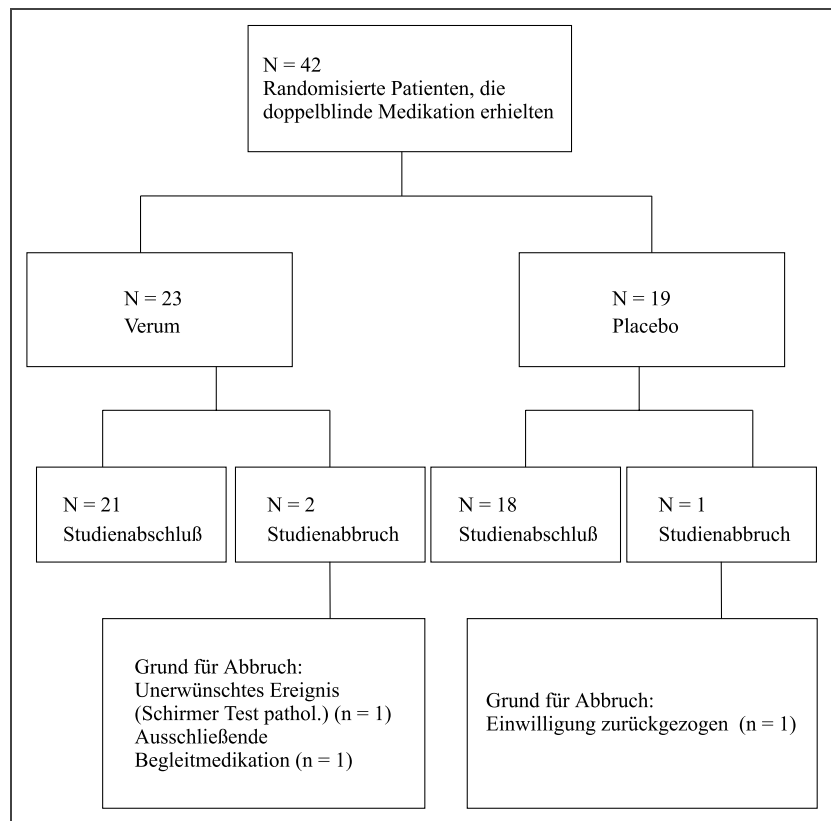 N = 42
Randomisierte Patienten, die
doppelblinde Medikation erhielten
N = 23
Verum
N = 19
Placebo
N = 21
Studienabschluß
N = 2
Studienabbruch
N = 18
Studienabschluß
N = 1
Studienabbruch
Grund für Abbruch:
Unerwünschtes Ereignis
(Schirmer Test pathol.) (n = 1)
Ausschließende
Begleitmedikation (n = 1)
Grund für Abbruch:
Einwilligung zurückgezogen (n = 1)